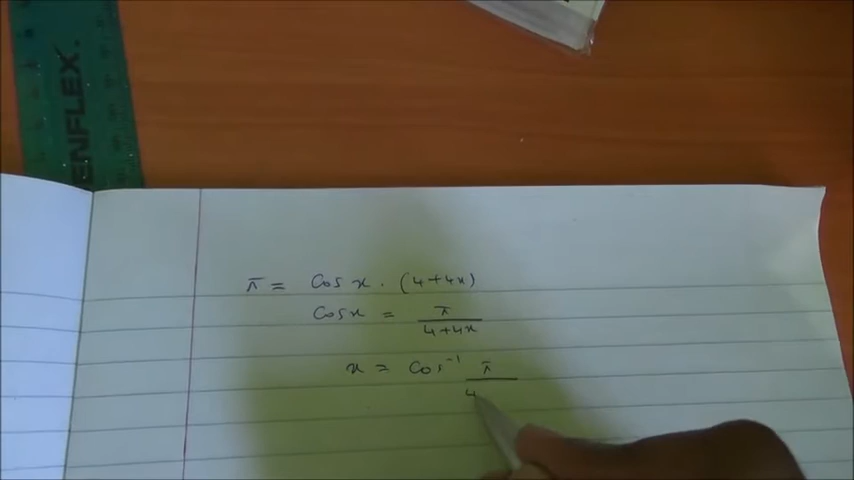 ENFLEX.
π = Cos x . (4+4x)
Cos x = π / 4+4x
x = Cos⁻¹ π / 4